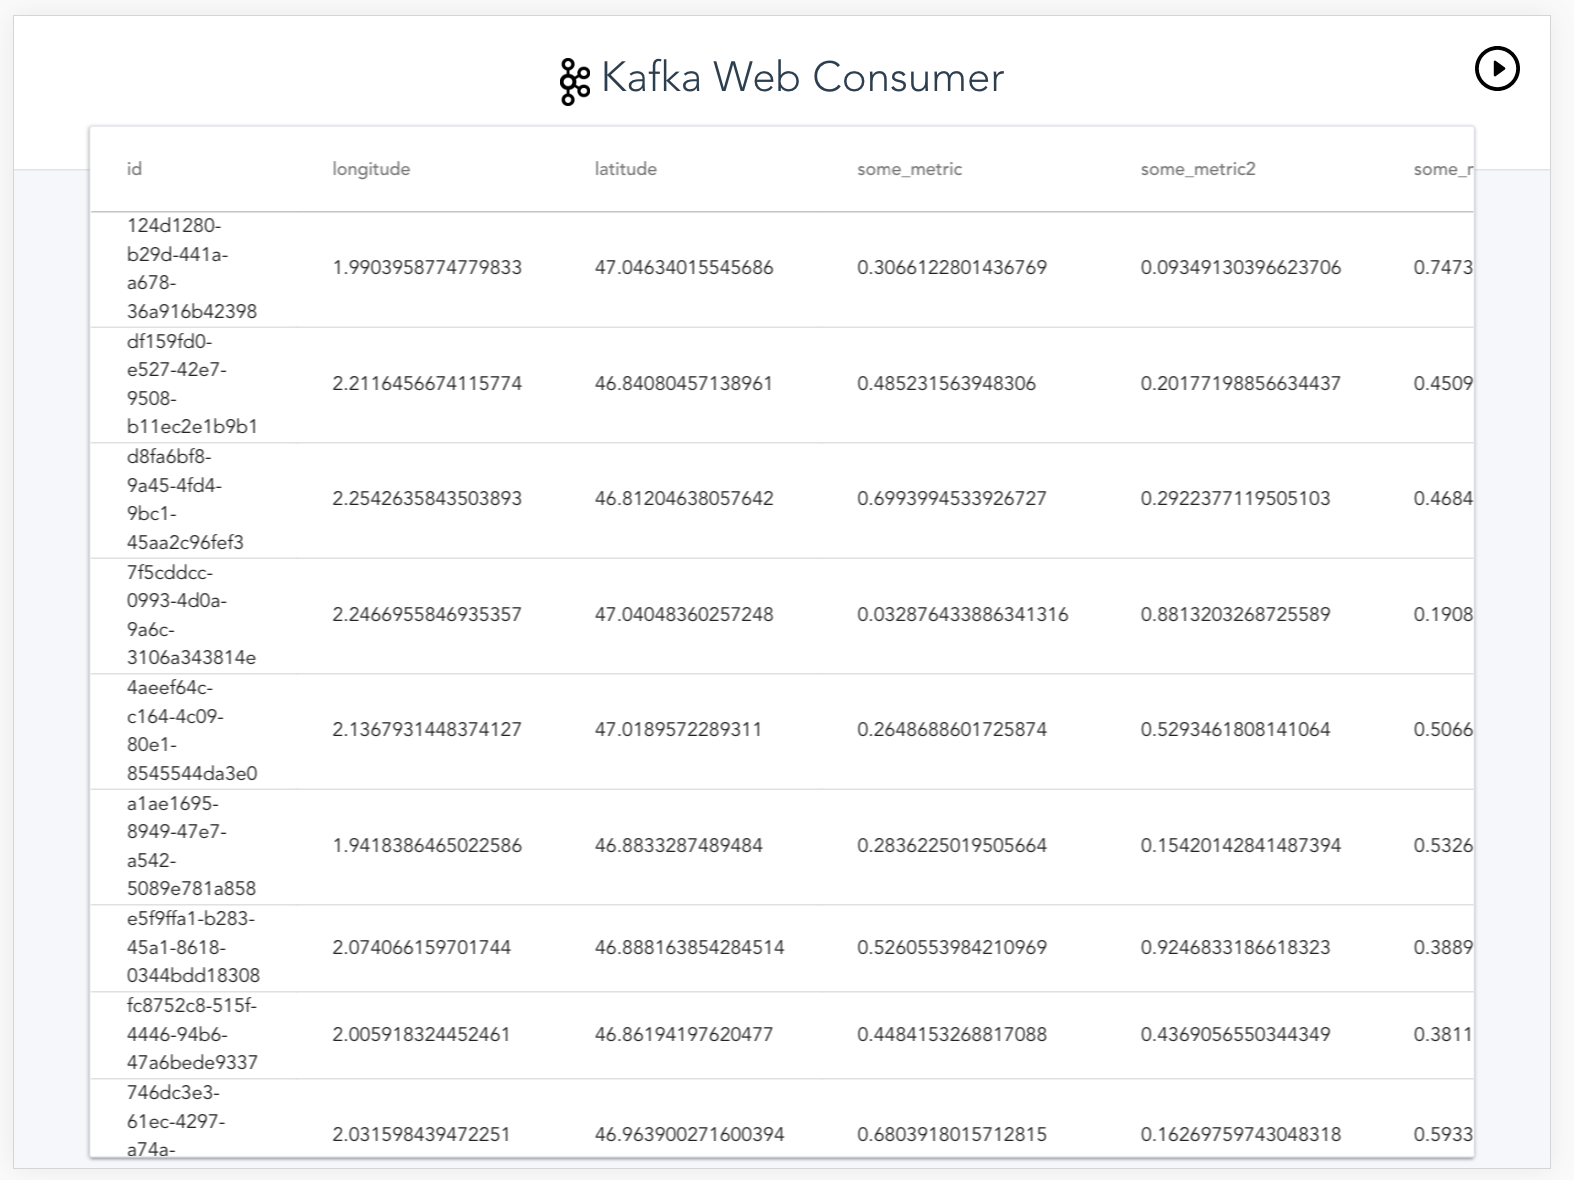 Kafka Web Consumer
id longitude latitude some_metric some_metric2 some_r
124d1280-
b29d-441a-
a678-
36a916b42398
1.9903958774779833 47.04634015545686 0.3066122801436769 0.09349130396623706 0.7473
df159fd0-
e527-42e7-
9508-
b11ec2e1b9b1
2.2116456674115774 46.84080457138961 0.485231563948306 0.20177198856634437 0.4509
d8fa6bf8-
9a45-4fd4-
9bc1-
45aa2c96fef3
2.2542635843503893 46.81204638057642 0.6993994533926727 0.2922377119505103 0.4684
7f5cddcc-
0993-4d0a-
9a6c-
3106a343814e
2.2466955846935357 47.04048360257248 0.032876433886341316 0.8813203268725589 0.1908
4aeef64c-
c164-4c09-
80e1-
8545544da3e0
2.1367931448374127 47.0189572289311 0.2648688601725874 0.5293461808141064 0.5066
a1ae1695-
8949-47e7-
a542-
5089e781a858
1.9418386465022586 46.8833287489484 0.2836225019505664 0.15420142841487394 0.5326
e5f9ffa1-b283-
45a1-8618-
0344bdd18308
2.074066159701744 46.888163854284514 0.5260553984210969 0.9246833186618323 0.3889
fc8752c8-515f-
4446-94b6-
47a6bede9337
2.005918324452461 46.86194197620477 0.4484153268817088 0.4369056550344349 0.3811
746dc3e3-
61ec-4297-
a74a-
2.031598439472251 46.963900271600394 0.6803918015712815 0.16269759743048318 0.5933